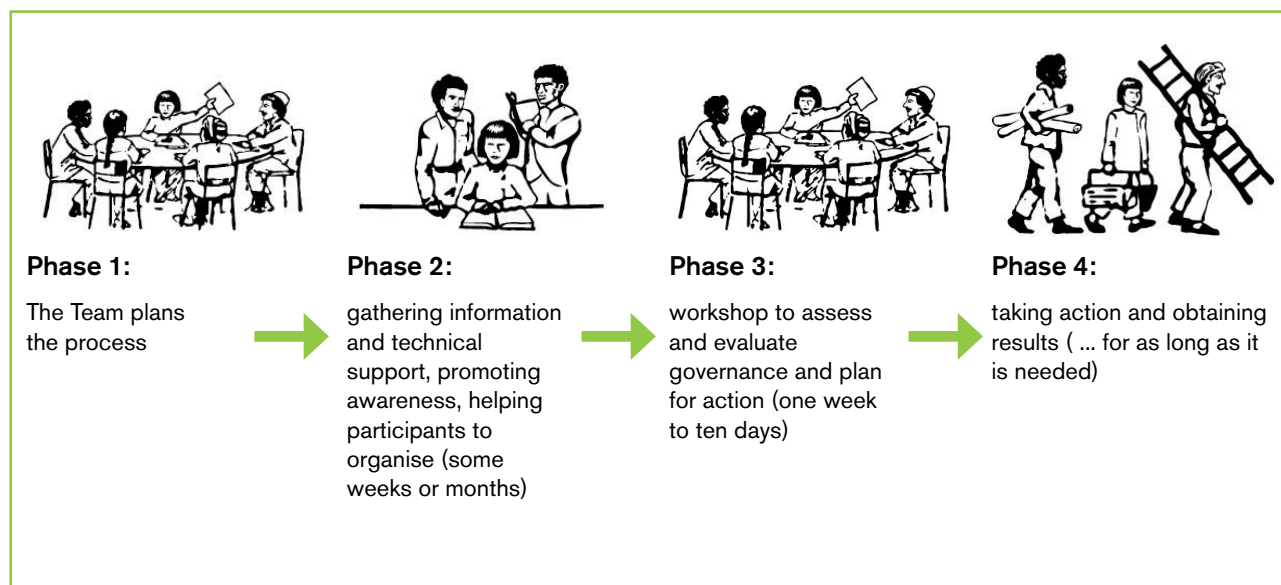 Phase 1:
The Team plans
the process
Phase 2:
gathering information
and technical
support, promoting
awareness, helping
participants to
organise (some
weeks or months)
Phase 3:
workshop to assess
and evaluate
governance and plan
for action (one week
to ten days)
Phase 4:
taking action and obtaining
results ( ... for as long as it
is needed)